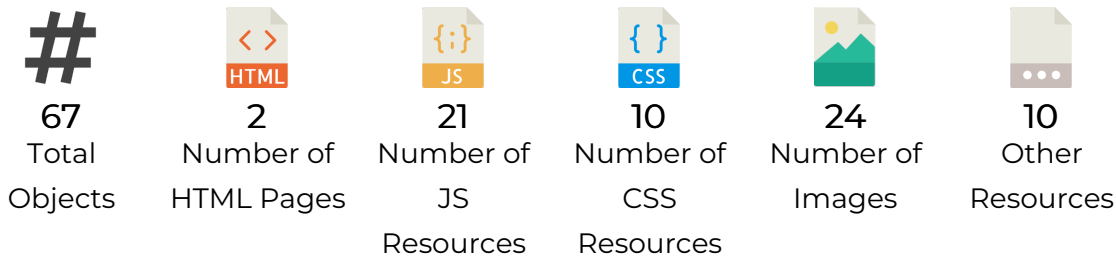 #
< >
HTML
{;}
JS
{ }
CSS
67
Total
Objects
2
Number of
HTML Pages
21
Number of
JS
Resources
10
Number of
CSS
Resources
24
Number of
Images
10
Other
Resources